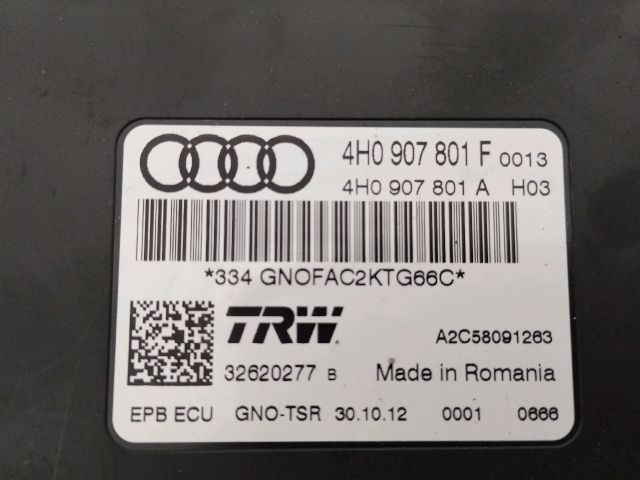 4H0 907 801 F 0013
4H0 907 801 A H03
*334 GNOFAC2KTG66C*
TRW.
A2C58091263
32620277 B Made in Romania
EPB ECU GNO-TSR 30.10.12 0001 0666